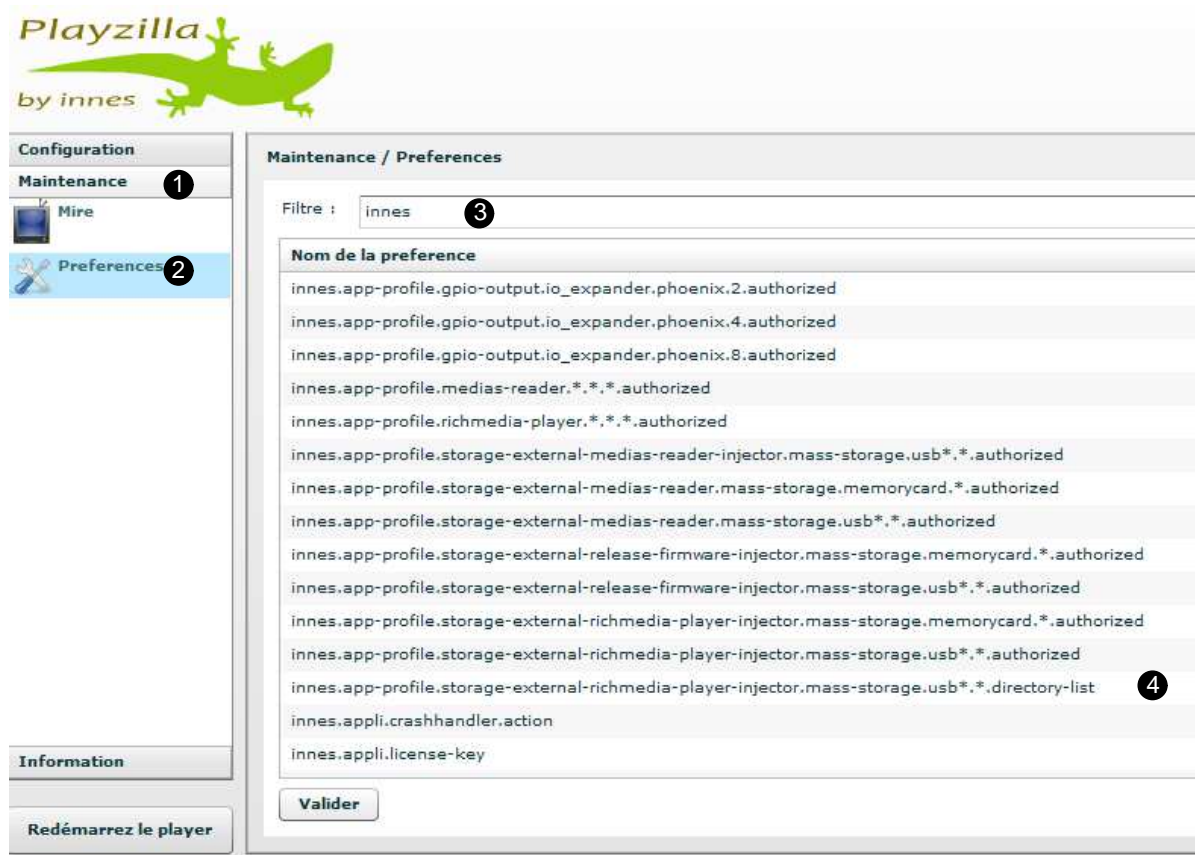 Playzilla
by innes
Configuration
Maintenance 1
Mire
Preferences 2
Information
Redémarrez le player
Maintenance / Preferences
Filtre : innes 3
Nom de la preference
innes.app-profile.gpio-output.io_expander.phoenix.2.authorized
innes.app-profile.gpio-output.io_expander.phoenix.4.authorized
innes.app-profile.gpio-output.io_expander.phoenix.8.authorized
innes.app-profile.medias-reader.*.*.*.authorized
innes.app-profile.richmedia-player.*.*.*.authorized
innes.app-profile.storage-external-medias-reader-injector.mass-storage.usb*.*.authorized
innes.app-profile.storage-external-medias-reader.mass-storage.memorycard.*.authorized
innes.app-profile.storage-external-medias-reader.mass-storage.usb*.*.authorized
innes.app-profile.storage-external-release-firmware-injector.mass-storage.memorycard.*.authorized
innes.app-profile.storage-external-release-firmware-injector.mass-storage.usb*.*.authorized
innes.app-profile.storage-external-richmedia-player-injector.mass-storage.memorycard.*.authorized
innes.app-profile.storage-external-richmedia-player-injector.mass-storage.usb*.*.authorized
innes.app-profile.storage-external-richmedia-player-injector.mass-storage.usb*.*.directory-list 4
innes.appli.crashhandler.action
innes.appli.license-key
Valider